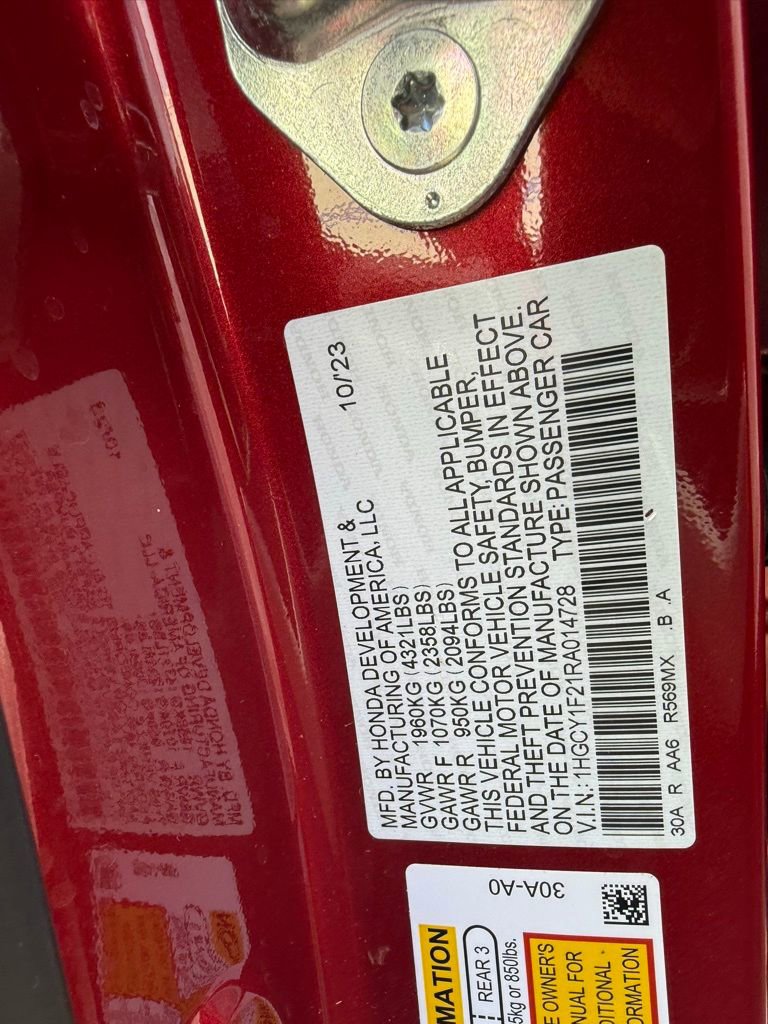 10/'23
MFD. BY HONDA DEVELOPMENT &
MANUFACTURING OF AMERICA, LLC
GVWR 1960KG (4321LBS)
GAWR F 1070KG (2358LBS)
GAWR R 950KG (2094LBS)
THIS VEHICLE CONFORMS TO ALL APPLICABLE
FEDERAL MOTOR VEHICLE SAFETY, BUMPER,
AND THEFT PREVENTION STANDARDS IN EFFECT
ON THE DATE OF MANUFACTURE SHOWN ABOVE.
V.I.N.: 1HGCY1F21RA014728 TYPE:PASSENGER CAR
30A R AA6 R569MX B .A
30A-A0
MATION
REAR 3
5kg or 850lbs.
E OWNER'S
NUAL FOR
DITIONAL
ORMATION